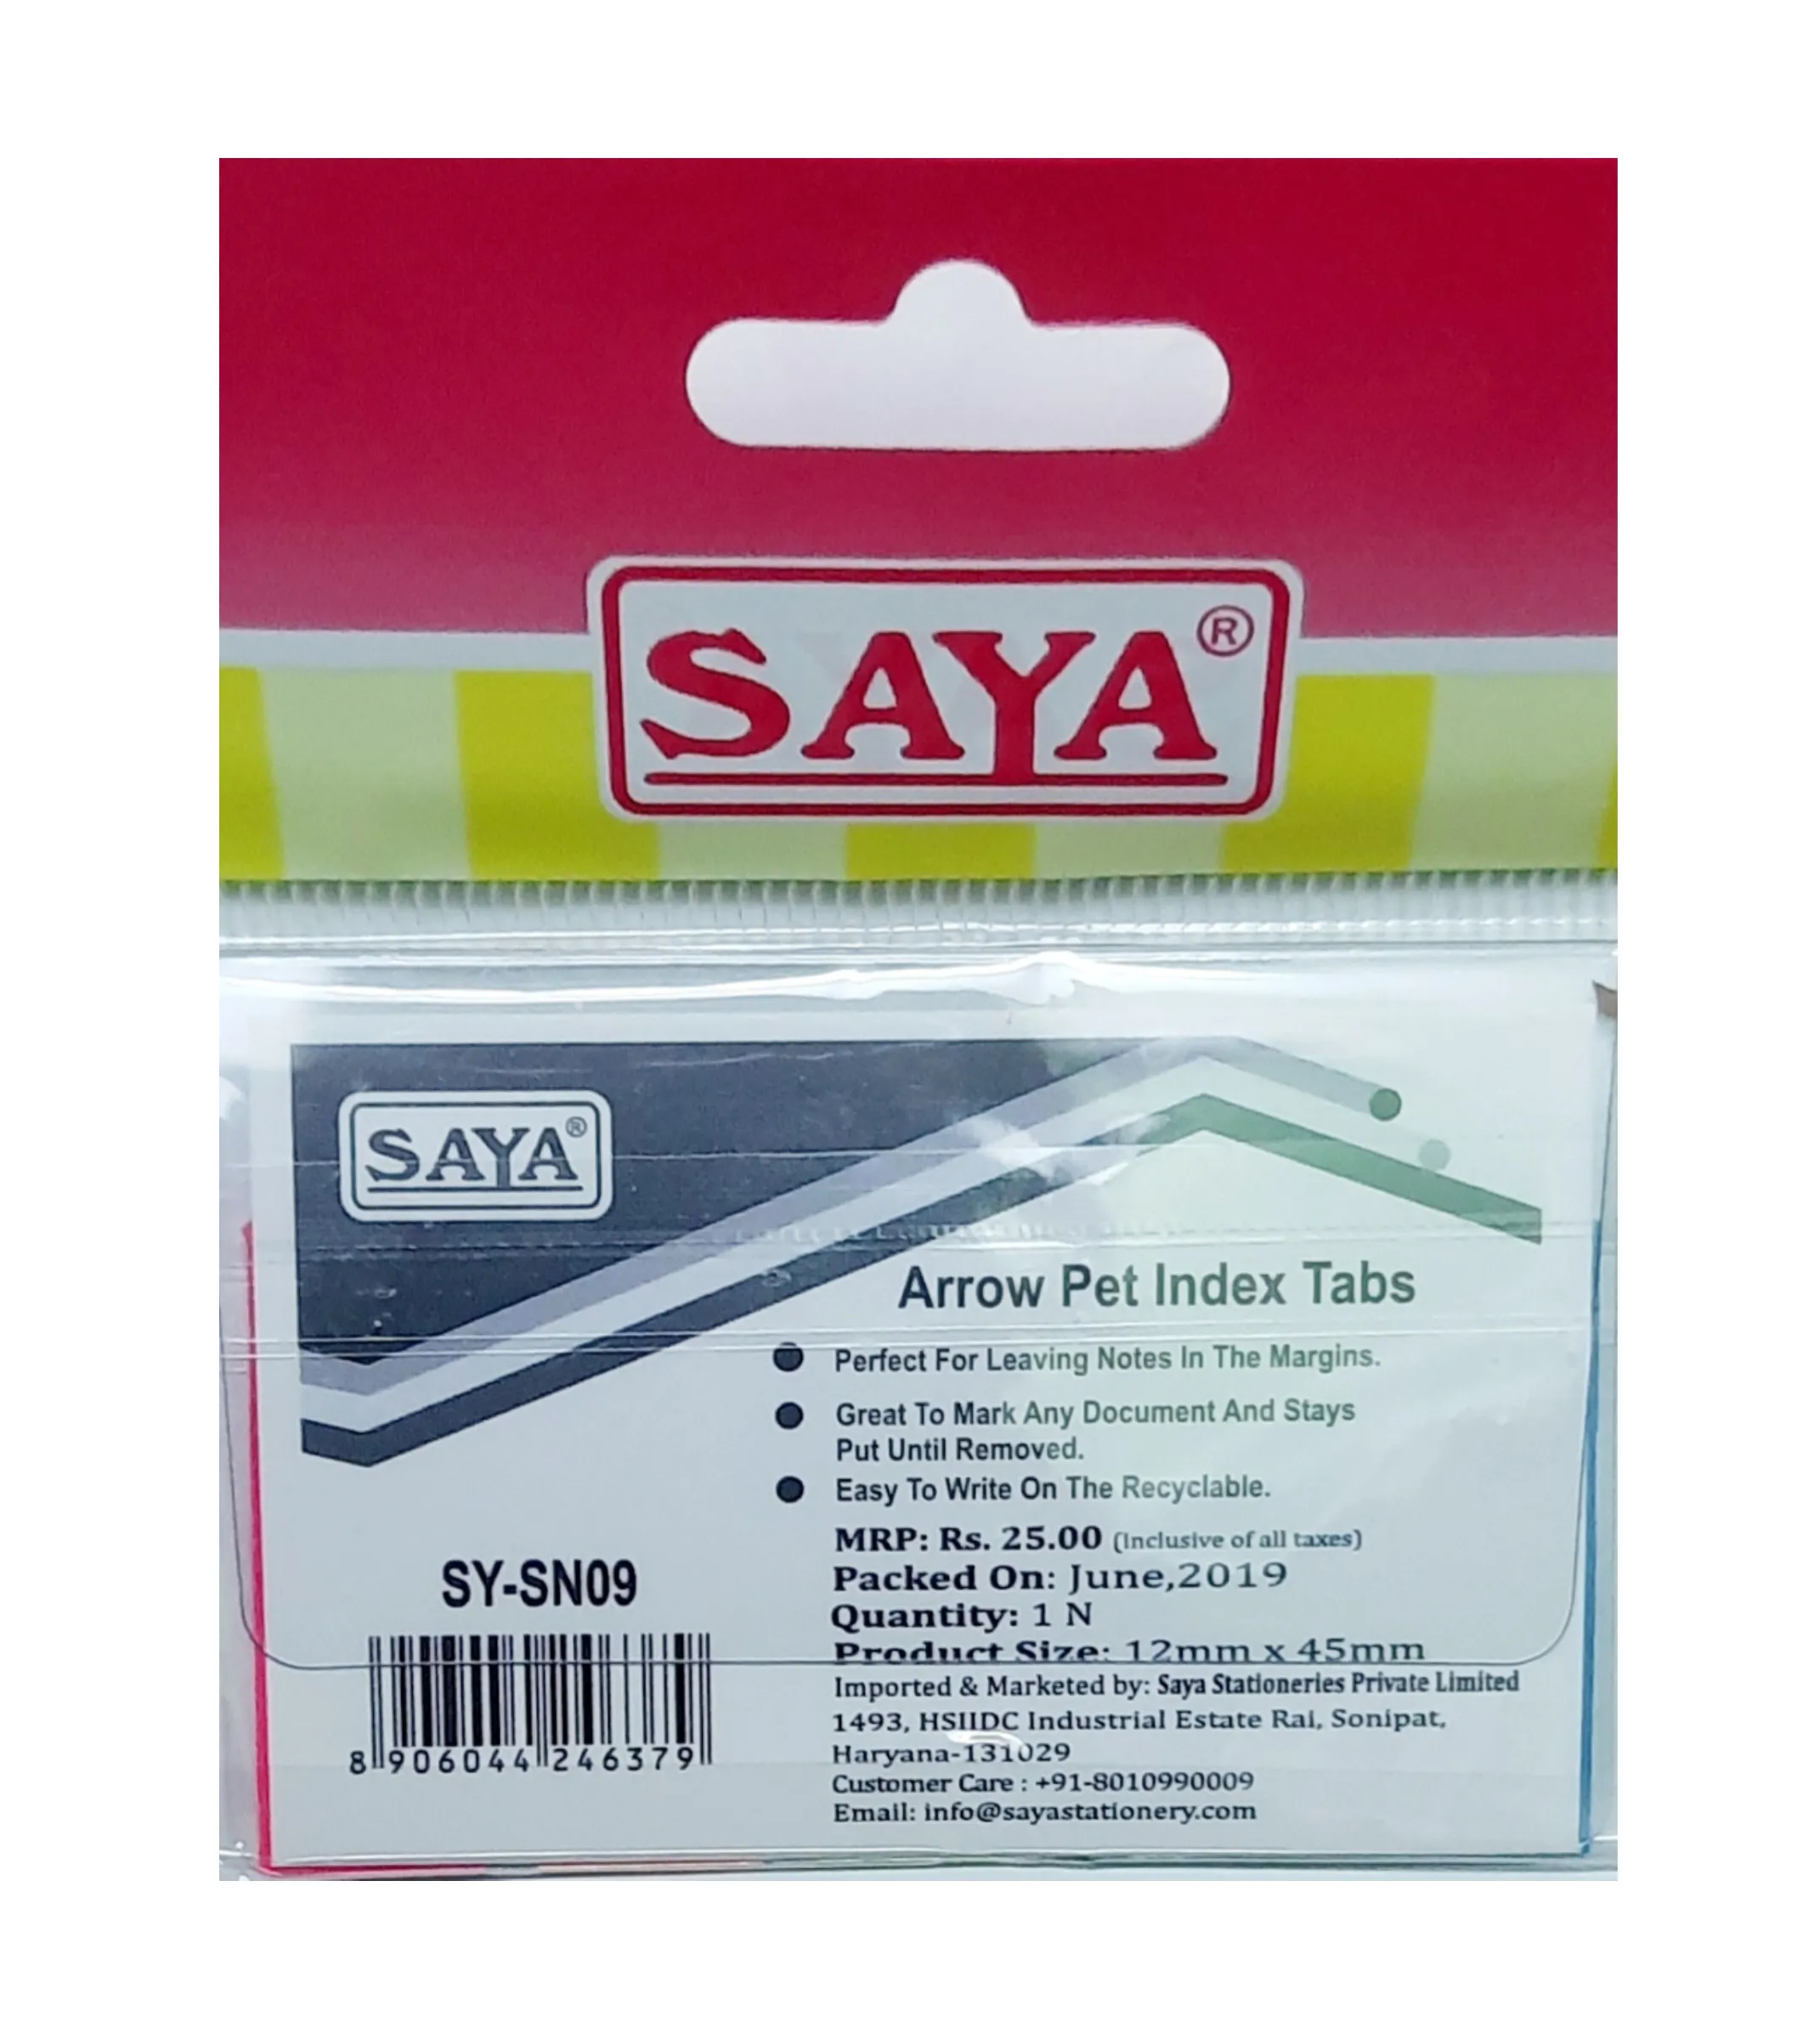 SAYA®
SAYA®
Arrow Pet Index Tabs
Perfect For Leaving Notes In The Margins.
Great To Mark Any Document And Stays
Put Until Removed.
Easy To Write On The Recyclable.
MRP: Rs. 25.00 (Inclusive of all taxes)
Packed On: June,2019
Quantity: 1 N
Product Size: 12mm x 45mm
Imported & Marketed by: Saya Stationeries Private Limited
1493, HSIIDC Industrial Estate Rai, Sonipat,
Haryana-131029
Customer Care : +91-8010990009
Email: info@sayastationery.com
SY-SN09
8 906044 246379